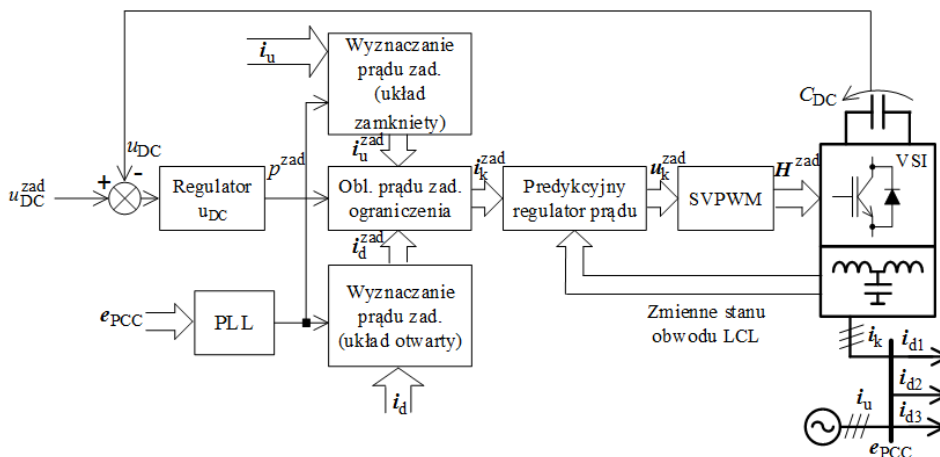 i_u
Wyznaczanie
prądu zad.
(układ
zamkniety)
C_DC
u_DC
p^zad
i_u^zad
i_k^zad
u_k^zad
H^zad
VSI
u_DC^zad
+
-
Regulator
u_DC
Obl. prądu zad.
ograniczenia
Predykcyjny
regulator prądu
SVPWM
i_d^zad
e_PCC
PLL
Wyznaczanie
prądu zad.
(układ otwarty)
Zmienne stanu
obwodu LCL
i_d
i_k
i_d1
i_d2
i_u
i_d3
e_PCC